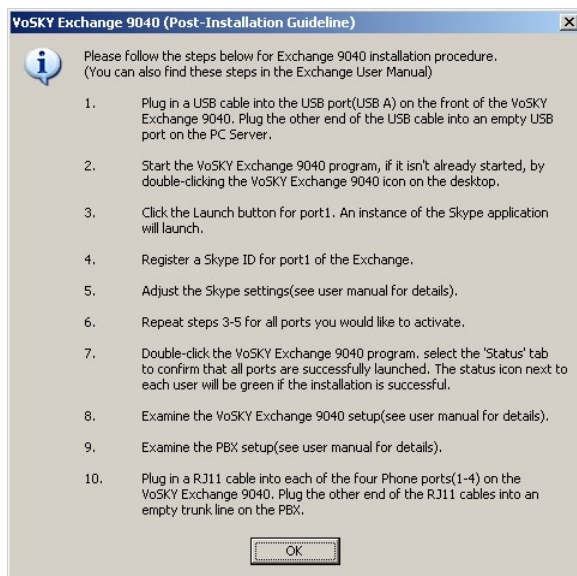 VoSKY Exchange 9040 (Post-Installation Guideline)
Please follow the steps below for Exchange 9040 installation procedure.
(You can also find these steps in the Exchange User Manual)
1. Plug in a USB cable into the USB port(USB A) on the front of the VoSKY
Exchange 9040. Plug the other end of the USB cable into an empty USB
port on the PC Server.
2. Start the VoSKY Exchange 9040 program, if it isn't already started, by
double-clicking the VoSKY Exchange 9040 icon on the desktop.
3. Click the Launch button for port1. An instance of the Skype application
will launch.
4. Register a Skype ID for port1 of the Exchange.
5. Adjust the Skype settings(see user manual for details).
6. Repeat steps 3-5 for all ports you would like to activate.
7. Double-click the VoSKY Exchange 9040 program. select the 'Status' tab
to confirm that all ports are successfully launched. The status icon next to
each user will be green if the installation is successful.
8. Examine the VoSKY Exchange 9040 setup(see user manual for details).
9. Examine the PBX setup(see user manual for details).
10. Plug in a RJ11 cable into each of the four Phone ports(1-4) on the
VoSKY Exchange 9040. Plug the other end of the RJ11 cables into an
empty trunk line on the PBX.
OK